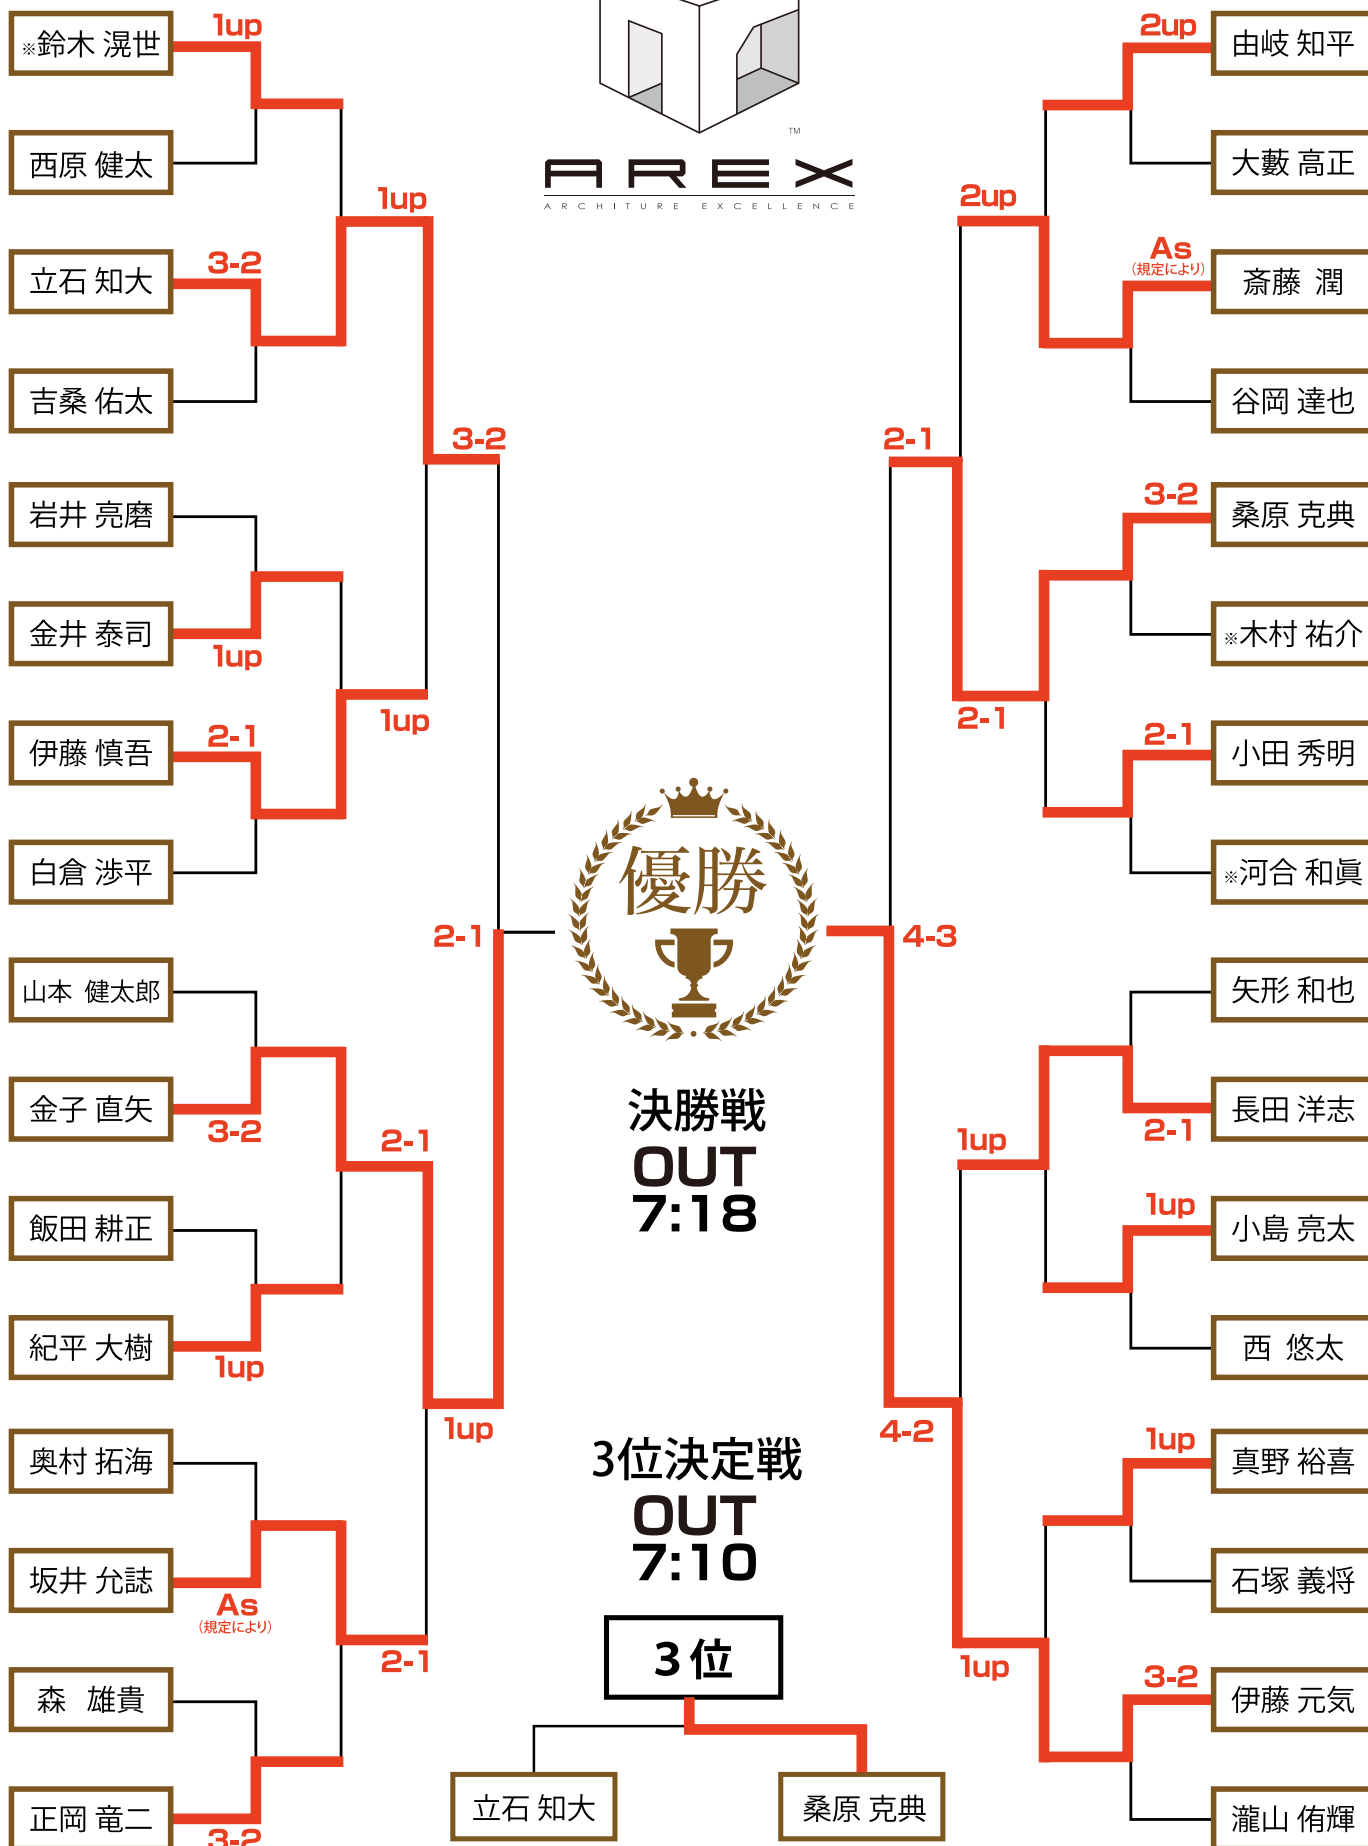 ※鈴木 滉世
西原 健太
立石 知大
吉桑 佑太
岩井 亮磨
金井 泰司
伊藤 慎吾
白倉 渉平
山本 健太郎
金子 直矢
飯田 耕正
紀平 大樹
奥村 拓海
坂井 允誌
森 雄貴
正岡 竜二
1up
3-2
1up
2-1
3-2
1up
As
(規定により)
3-2
1up
1up
2-1
2-1
3-2
1up
2-1
TM
AREX
ARCHITURE EXCELLENCE
優勝
決勝戦
OUT
7:18
3位決定戦
OUT
7:10
3位
立石 知大
桑原 克典
4-3
2-1
4-2
2up
2-1
1up
1up
2up
As
(規定により)
3-2
2-1
2-1
1up
1up
3-2
由岐 知平
大藪 高正
斎藤 潤
谷岡 達也
桑原 克典
※木村 祐介
小田 秀明
※河合 和眞
矢形 和也
長田 洋志
小島 亮太
西 悠太
真野 裕喜
石塚 義将
伊藤 元気
瀧山 侑輝